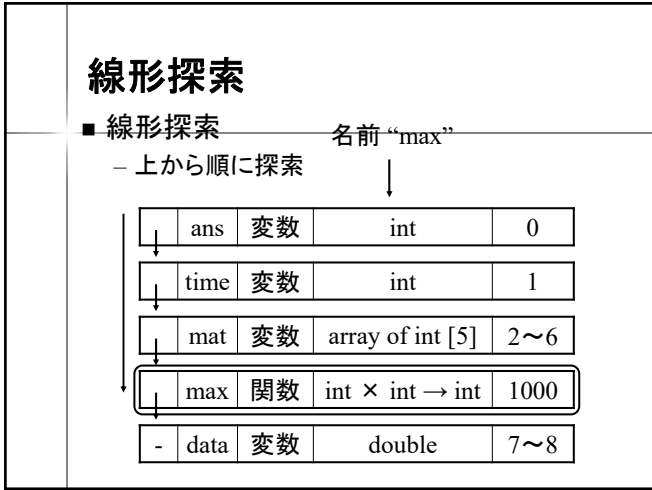 線形探索
■ 線形探索
名前 “max”
– 上から順に探索
ans 変数 int 0
time 変数 int 1
mat 変数 array of int [5] 2～6
max 関数 int × int → int 1000
- data 変数 double 7～8